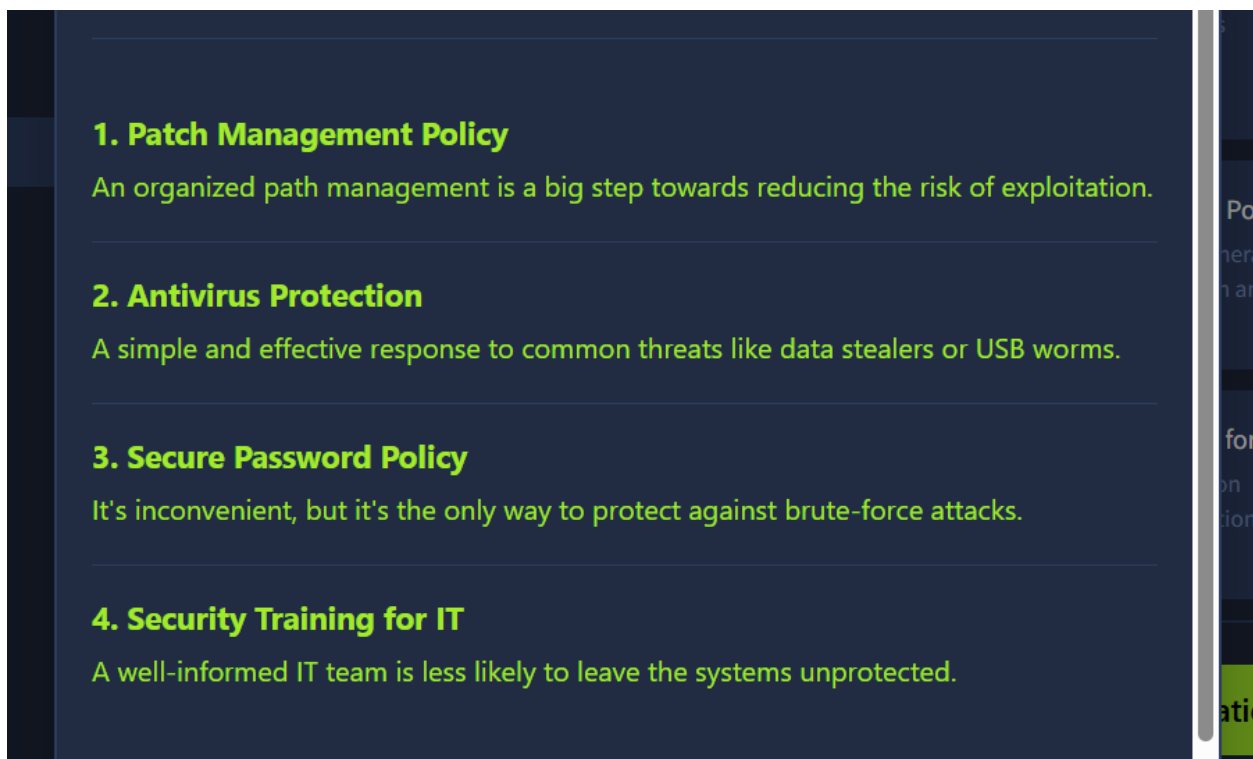 1. Patch Management Policy
An organized path management is a big step towards reducing the risk of exploitation.
2. Antivirus Protection
A simple and effective response to common threats like data stealers or USB worms.
3. Secure Password Policy
It's inconvenient, but it's the only way to protect against brute-force attacks.
4. Security Training for IT
A well-informed IT team is less likely to leave the systems unprotected.